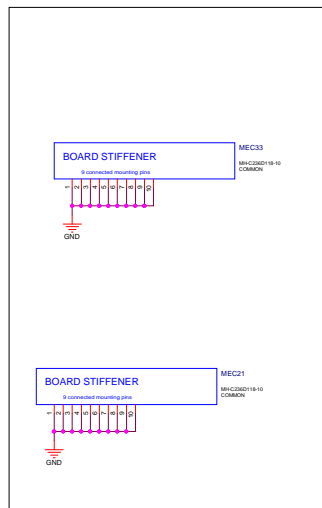 MEC33
BOARD STIFFENER
MH-C236D118-10
COMMON
9 connected mounting pins
1 2 3 4 5 6 7 8 9 10
GND
MEC21
BOARD STIFFENER
MH-C236D118-10
COMMON
9 connected mounting pins
1 2 3 4 5 6 7 8 9 10
GND